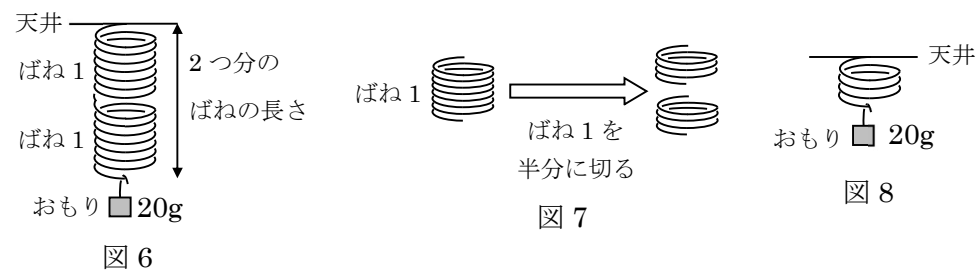 天井
ばね 1
ばね 1
2 つ分の
ばねの長さ
おもり 20g
図 6
ばね 1
ばね 1 を
半分に切る
図 7
天井
おもり 20g
図 8